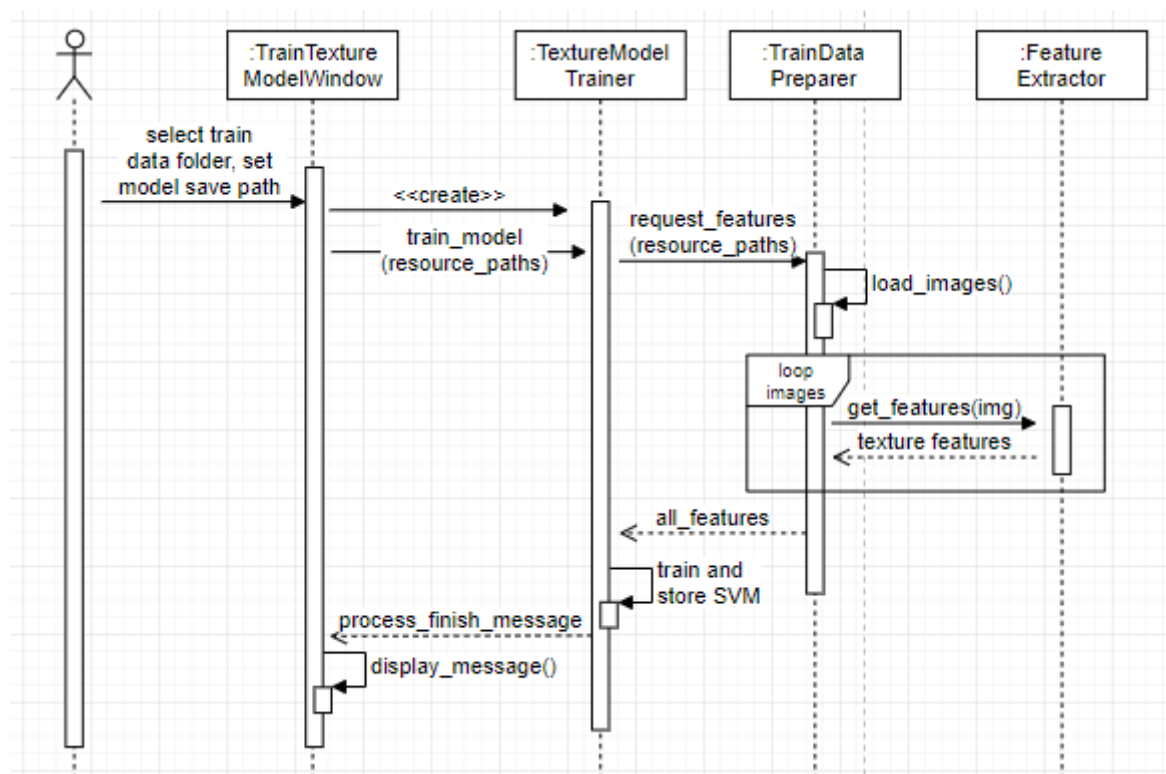 :TrainTexture
ModelWindow
:TextureModel
Trainer
:TrainData
Preparer
:Feature
Extractor
select train
data folder, set
model save path
<<create>>
train_model
(resource_paths)
request_features
(resource_paths)
load_images()
loop
images
get_features(img)
texture features
all_features
train and
store SVM
process_finish_message
display_message()